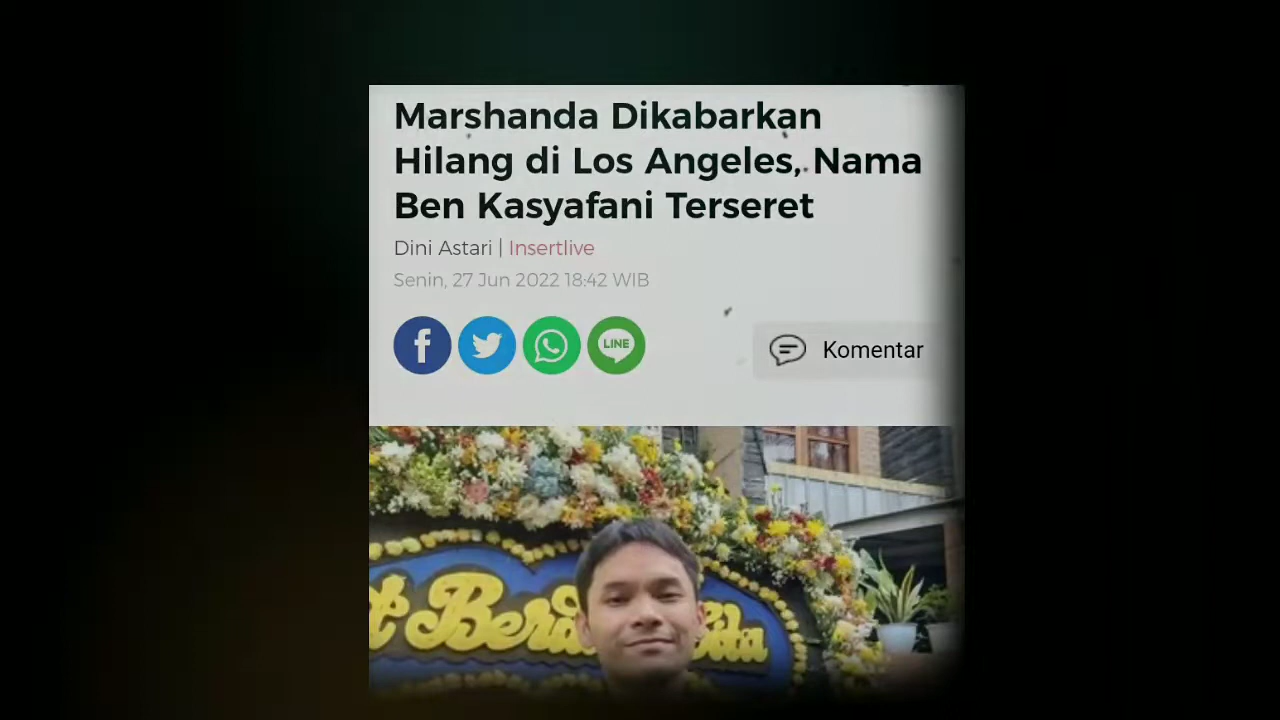 Marshanda Dikabarkan
Hilang di Los Angeles, Nama
Ben Kasyafani Terseret
Dini Astari | Insertlive
Senin, 27 Jun 2022 18:42 WIB
f
LINE
Komentar